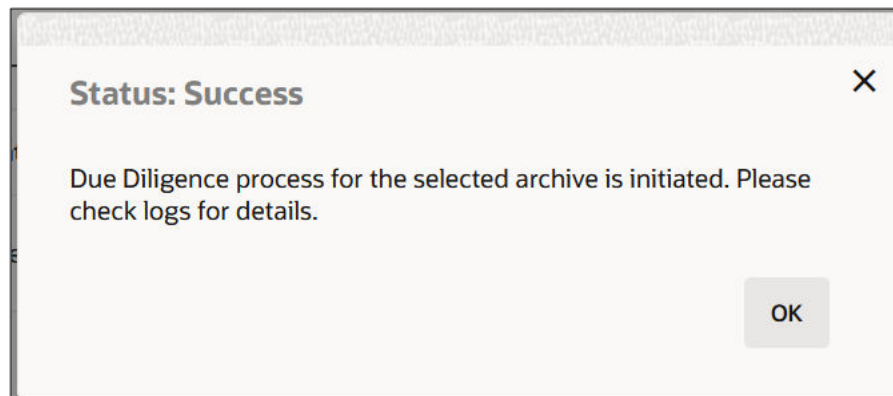 Status: Success
Due Diligence process for the selected archive is initiated. Please
check logs for details.
OK